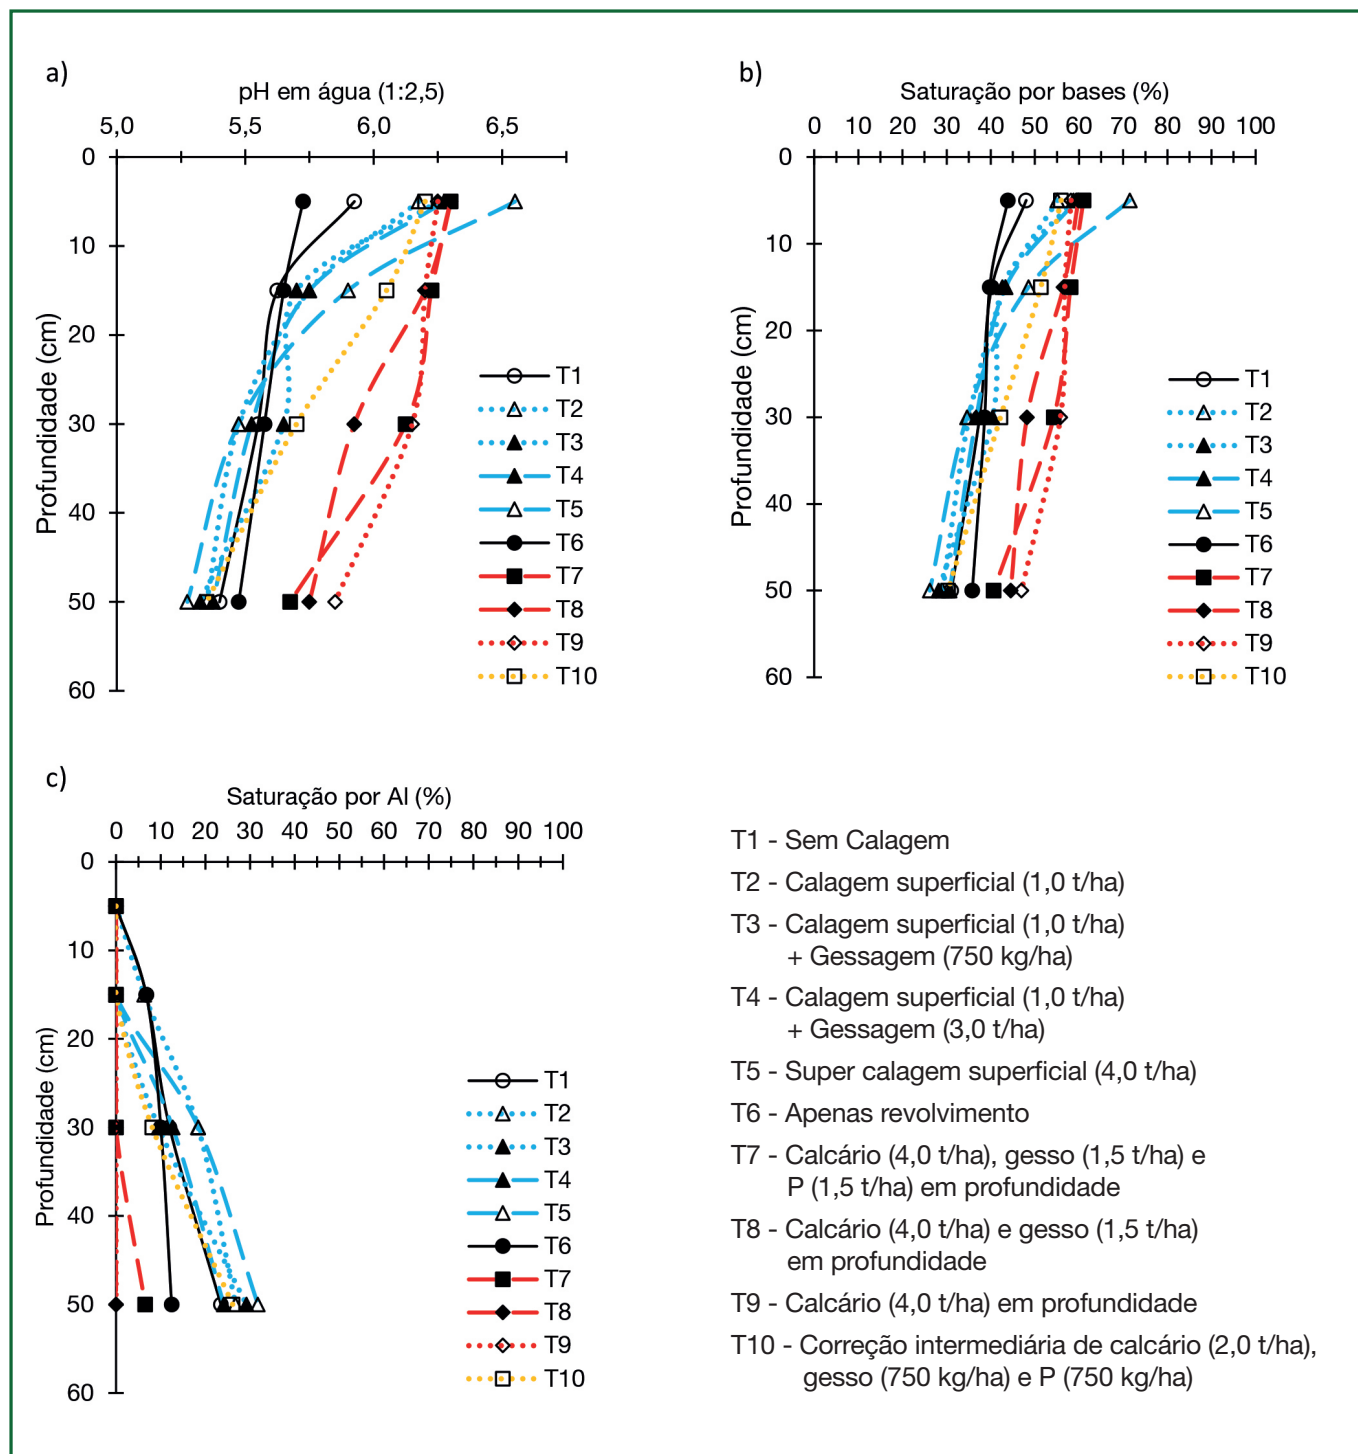 a)
pH em água (1:2,5)
5,0 5,5 6,0 6,5
0
10
20
30
40
50
60
Profundidade (cm)
T1
T2
T3
T4
T5
T6
T7
T8
T9
T10
b)
Saturação por bases (%)
0 10 20 30 40 50 60 70 80 90 100
0
10
20
30
40
50
60
Profundidade (cm)
T1
T2
T3
T4
T5
T6
T7
T8
T9
T10
c)
Saturação por Al (%)
0 10 20 30 40 50 60 70 80 90 100
0
10
20
30
40
50
60
Profundidade (cm)
T1
T2
T3
T4
T5
T6
T7
T8
T9
T10
T1 - Sem Calagem
T2 - Calagem superficial (1,0 t/ha)
T3 - Calagem superficial (1,0 t/ha)
+ Gessagem (750 kg/ha)
T4 - Calagem superficial (1,0 t/ha)
+ Gessagem (3,0 t/ha)
T5 - Super calagem superficial (4,0 t/ha)
T6 - Apenas revolvimento
T7 - Calcário (4,0 t/ha), gesso (1,5 t/ha) e
P (1,5 t/ha) em profundidade
T8 - Calcário (4,0 t/ha) e gesso (1,5 t/ha)
em profundidade
T9 - Calcário (4,0 t/ha) em profundidade
T10 - Correção intermediária de calcário (2,0 t/ha),
gesso (750 kg/ha) e P (750 kg/ha)